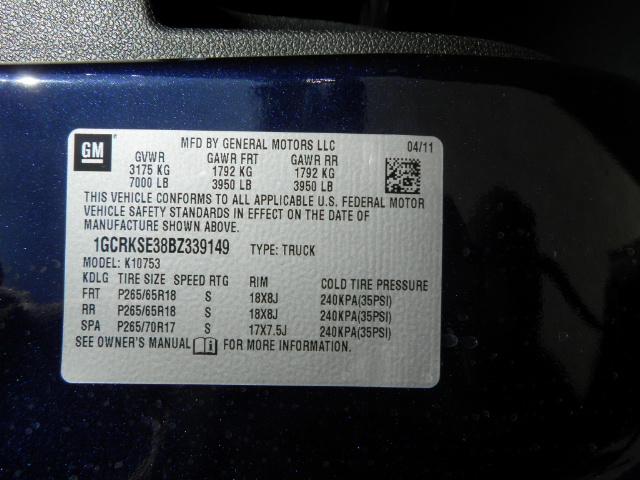 GM
MFD BY GENERAL MOTORS LLC 04/11
GVWR GAWR FRT GAWR RR
3175 KG 1792 KG 1792 KG
7000 LB 3950 LB 3950 LB
THIS VEHICLE CONFORMS TO ALL APPLICABLE U.S. FEDERAL MOTOR
VEHICLE SAFETY STANDARDS IN EFFECT ON THE DATE OF
MANUFACTURE SHOWN ABOVE.
1GCRKSE38BZ339149 TYPE: TRUCK
MODEL: K10753
KDLG TIRE SIZE SPEED RTG RIM COLD TIRE PRESSURE
FRT P265/65R18 S 18X8J 240KPA(35PSI)
RR P265/65R18 S 18X8J 240KPA(35PSI)
SPA P265/70R17 S 17X7.5J 240KPA(35PSI)
SEE OWNER'S MANUAL FOR MORE INFORMATION.